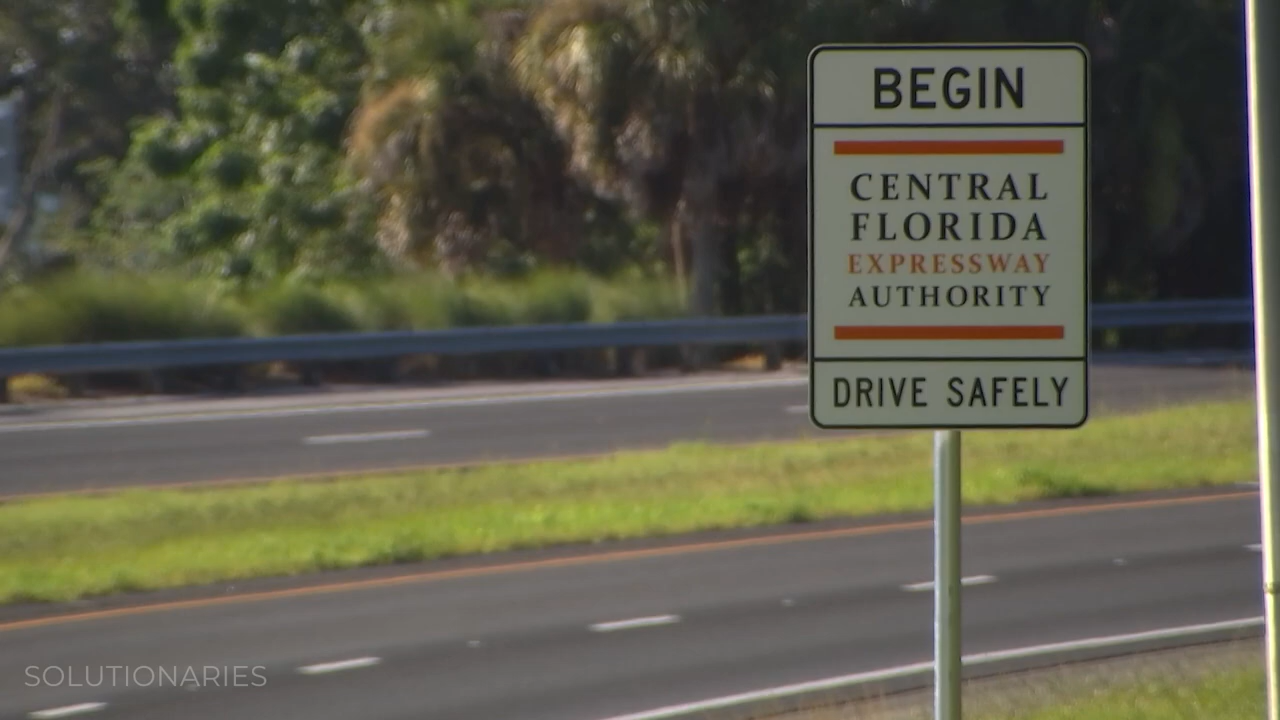 BEGIN
CENTRAL
FLORIDA
EXPRESSWAY
AUTHORITY
DRIVE SAFELY
SOLUTIONARIES